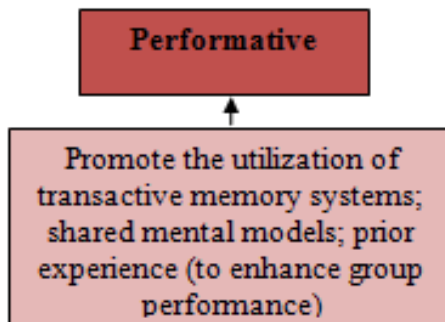 Performative
Promote the utilization of
transactive memory systems;
shared mental models; prior
experience (to enhance group
performance)